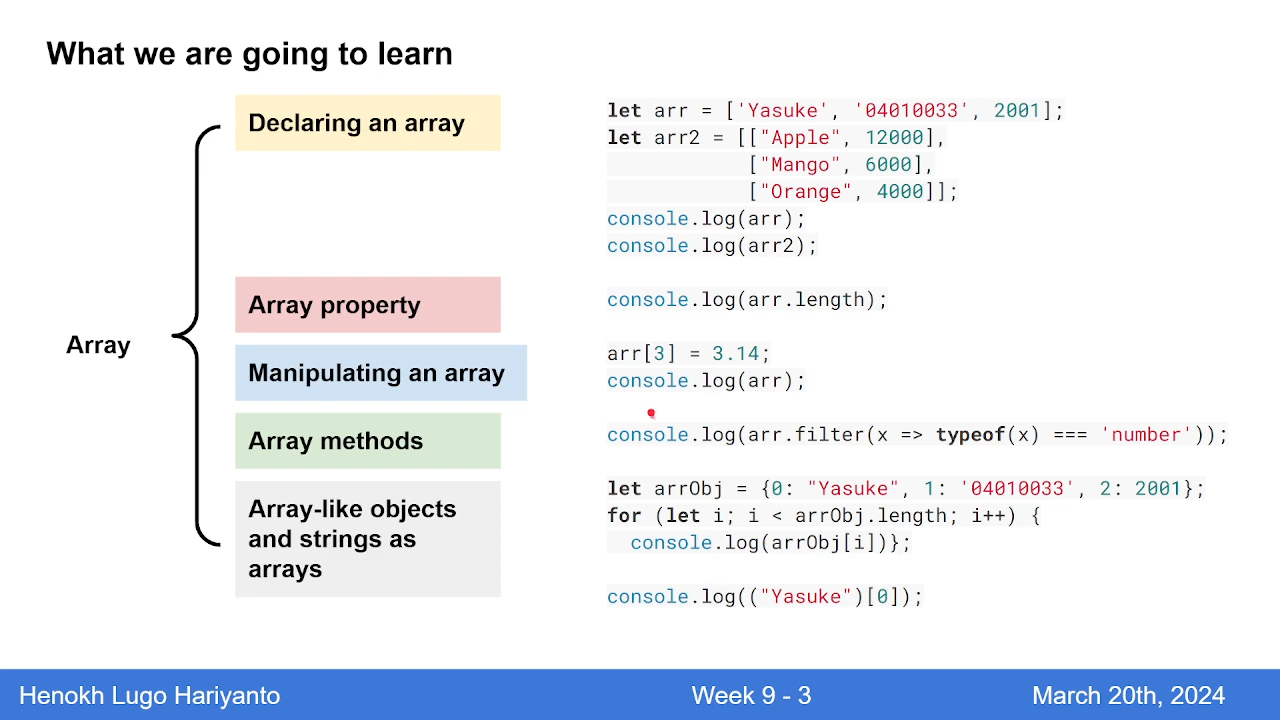 What we are going to learn
Array
Declaring an array
Array property
Manipulating an array
Array methods
Array-like objects
and strings as
arrays
let arr = ['Yasuke', '04010033', 2001];
let arr2 = [["Apple", 12000],
["Mango", 6000],
["Orange", 4000]];
console.log(arr);
console.log(arr2);
console.log(arr.length);
arr[3] = 3.14;
console.log(arr);
console.log(arr.filter(x => typeof(x) === 'number'));
let arrObj = {0: "Yasuke", 1: '04010033', 2: 2001};
for (let i; i < arrObj.length; i++) {
console.log(arrObj[i])};
console.log(("Yasuke")[0]);
Henokh Lugo Hariyanto
Week 9 - 3
March 20th, 2024